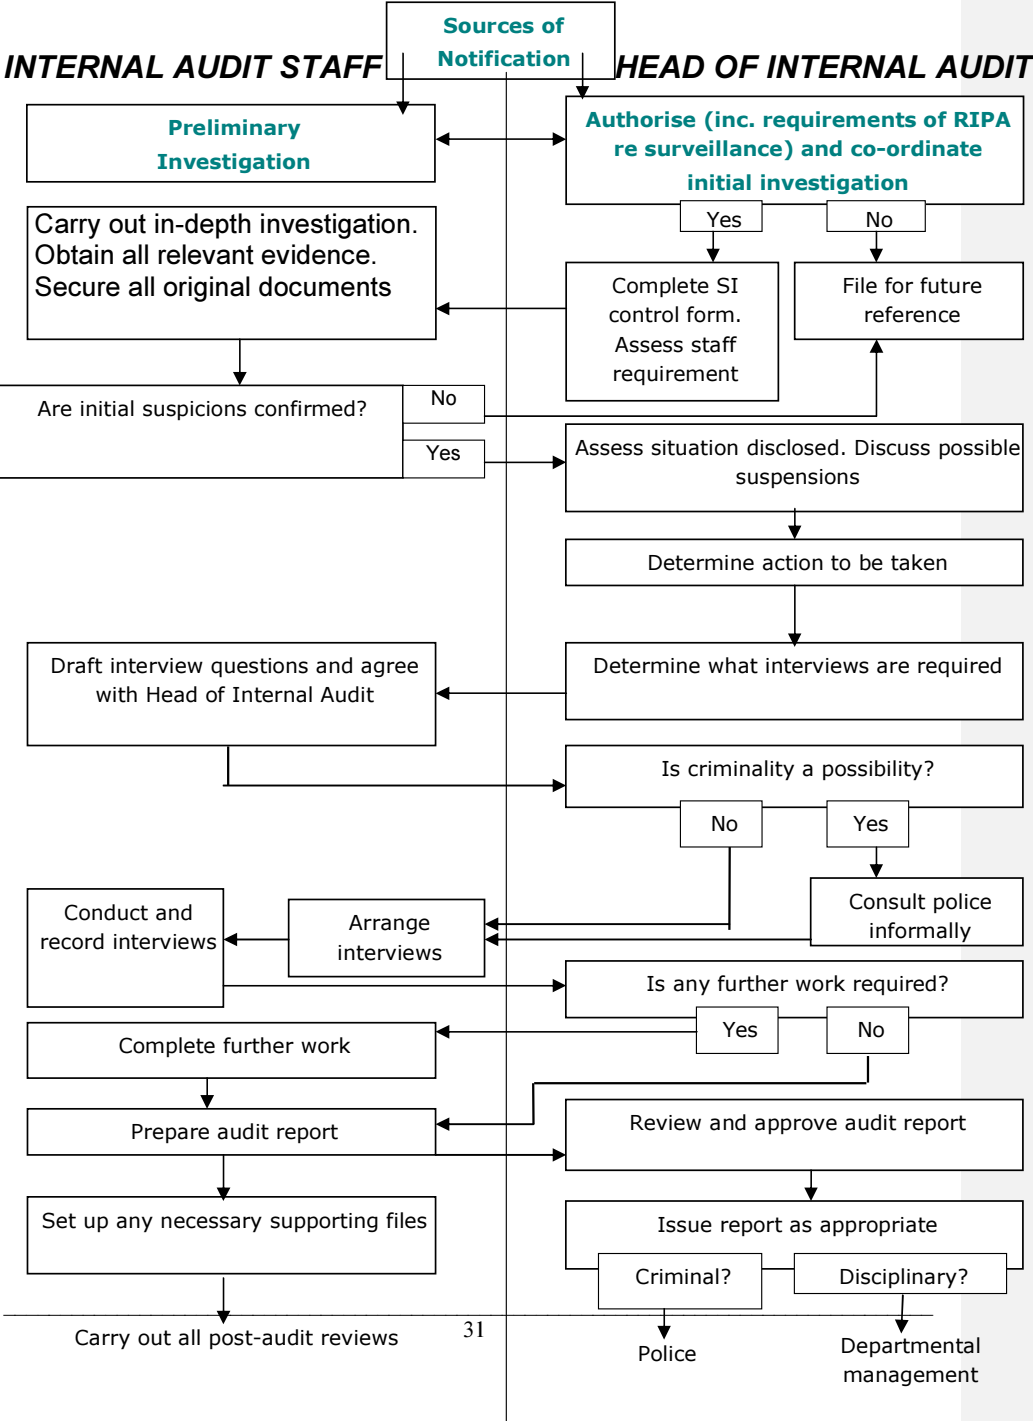 Sources of
Notification
INTERNAL AUDIT STAFF
HEAD OF INTERNAL AUDIT
Preliminary
Investigation
Authorise (inc. requirements of RIPA
re surveillance) and co-ordinate
initial investigation
Yes
No
Carry out in-depth investigation.
Obtain all relevant evidence.
Secure all original documents
Complete SI
control form.
Assess staff
requirement
File for future
reference
Are initial suspicions confirmed?
No
Yes
Assess situation disclosed. Discuss possible
suspensions
Determine action to be taken
Draft interview questions and agree
with Head of Internal Audit
Determine what interviews are required
Is criminality a possibility?
No
Yes
Consult police
informally
Arrange
interviews
Conduct and
record interviews
Is any further work required?
Yes
No
Complete further work
Prepare audit report
Review and approve audit report
Set up any necessary supporting files
Issue report as appropriate
Criminal?
Disciplinary?
Carry out all post-audit reviews
31
Police
Departmental
management